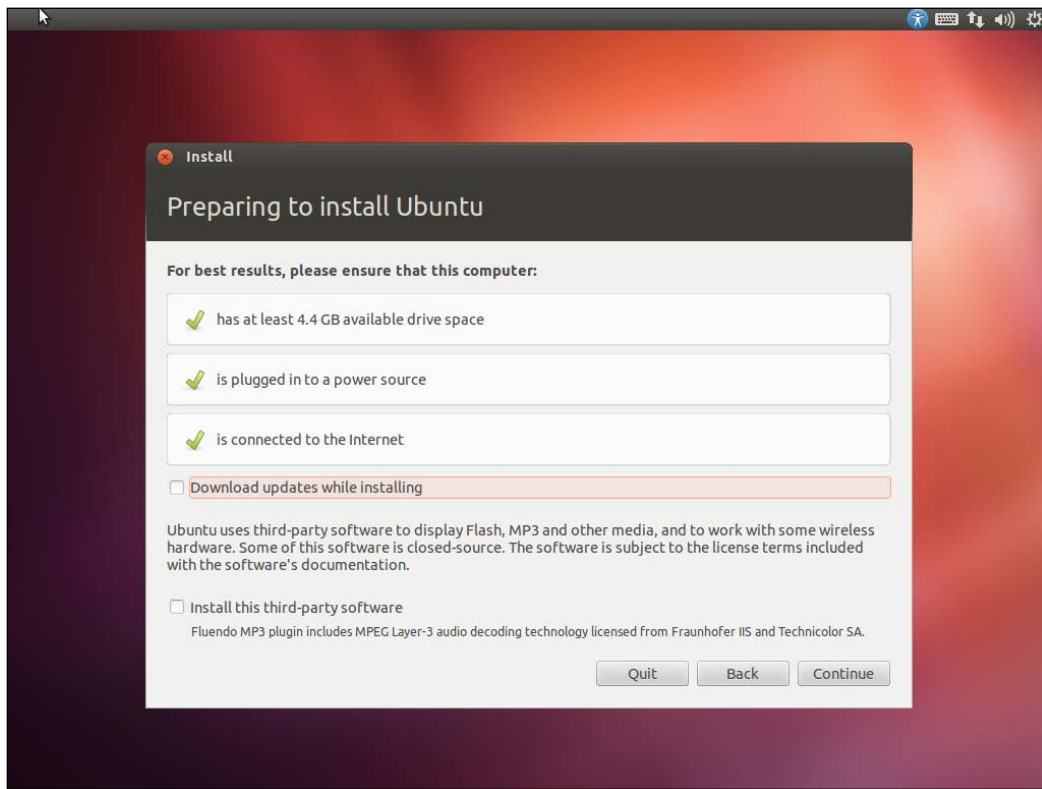 Install
Preparing to install Ubuntu
For best results, please ensure that this computer:
has at least 4.4 GB available drive space
is plugged in to a power source
is connected to the Internet
Download updates while installing
Ubuntu uses third-party software to display Flash, MP3 and other media, and to work with some wireless
hardware. Some of this software is closed-source. The software is subject to the license terms included
with the software's documentation.
Install this third-party software
Fluendo MP3 plugin includes MPEG Layer-3 audio decoding technology licensed from Fraunhofer IIS and Technicolor SA.
Quit Back Continue